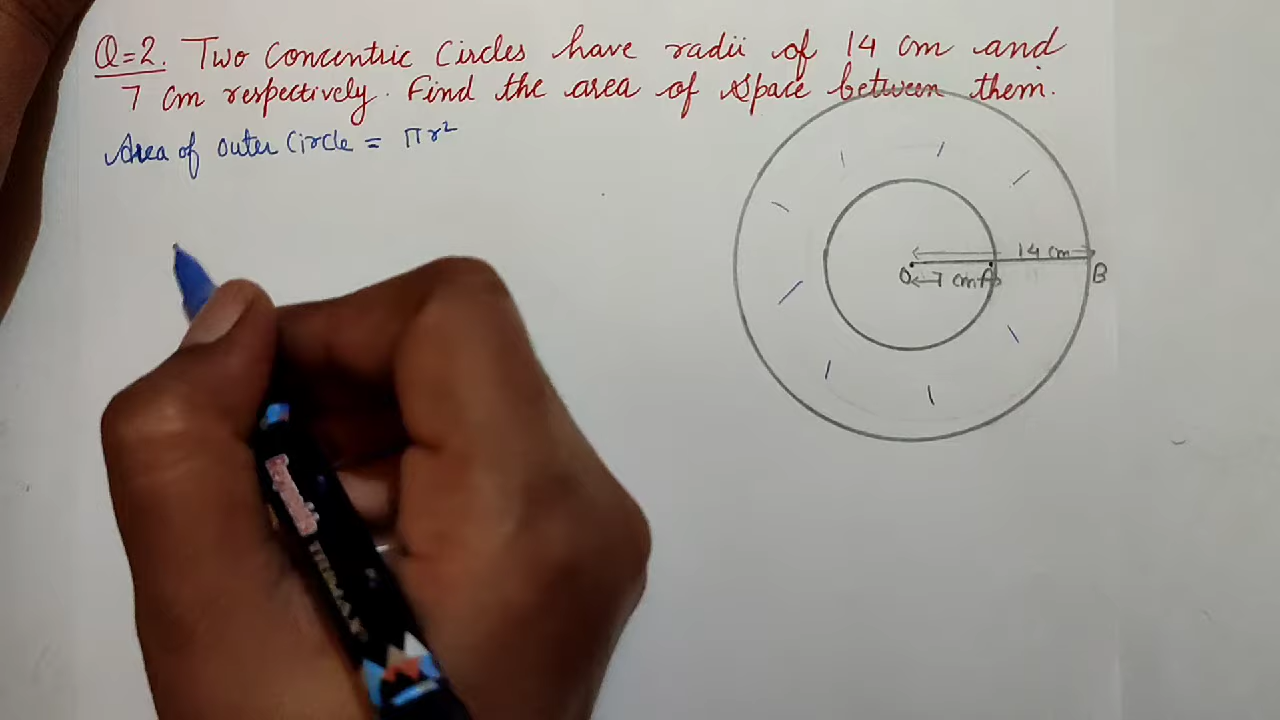 Q=2. Two Concentric Circles have radii of 14 cm and
7 cm respectively. Find the area of space between them.
Area of outer Circle = πr²
14 cm
O 7 cm A B
TRIMAX